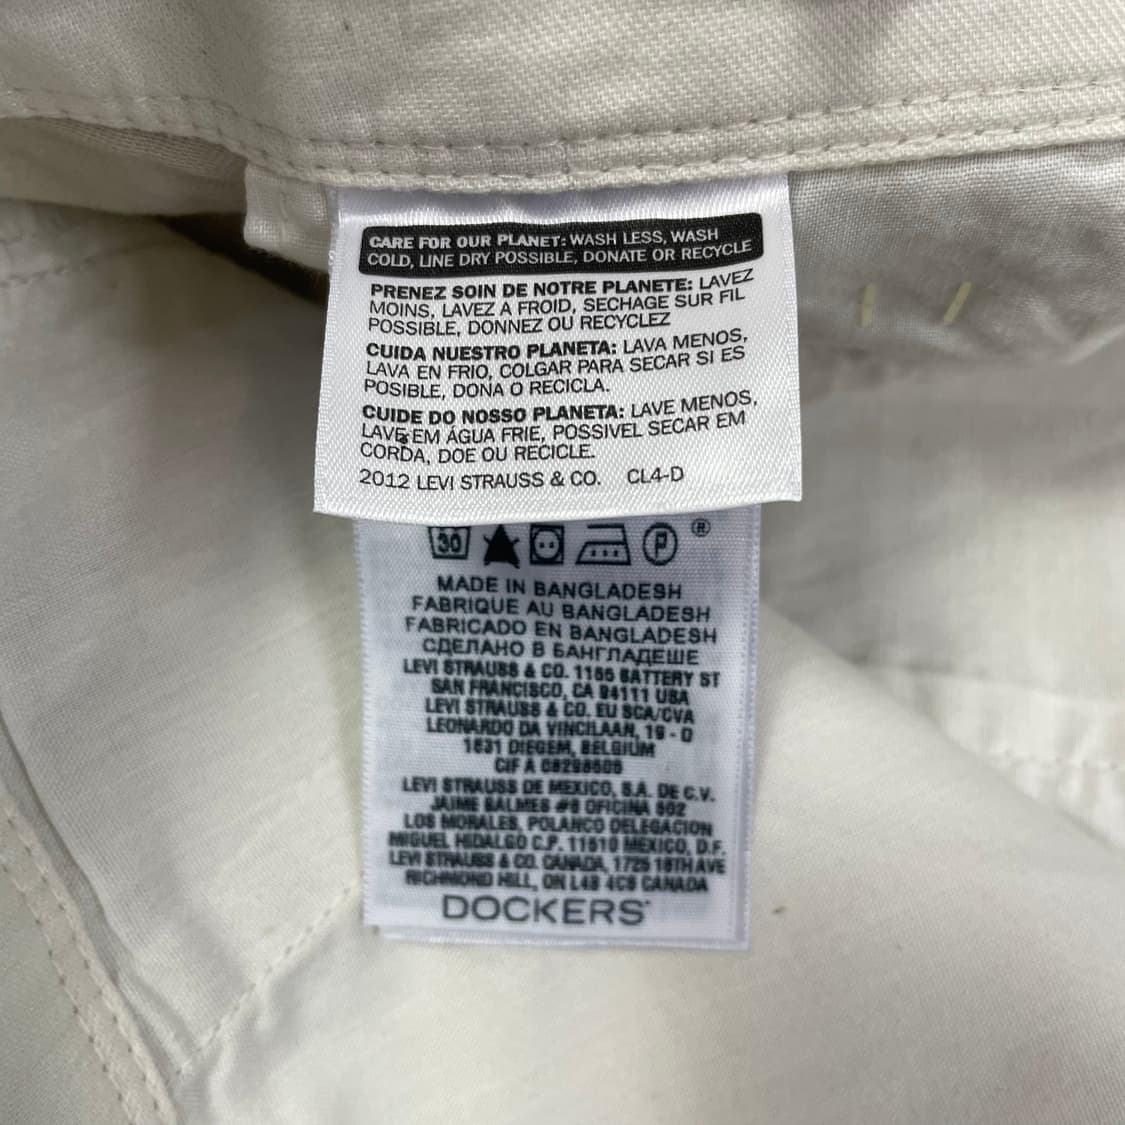 CARE FOR OUR PLANET: WASH LESS, WASH
COLD, LINE DRY POSSIBLE, DONATE OR RECYCLE
PRENEZ SOIN DE NOTRE PLANETE: LAVEZ
MOINS, LAVEZ A FROID, SECHAGE SUR FIL
POSSIBLE, DONNEZ OU RECYCLEZ
CUIDA NUESTRO PLANETA: LAVA MENOS,
LAVA EN FRIO, COLGAR PARA SECAR SI ES
POSIBLE, DONA O RECICLA.
CUIDE DO NOSSO PLANETA: LAVE MENOS,
LAVE EM ÁGUA FRIE, POSSIVEL SECAR EM
CORDA, DOE OU RECICLE.
2012 LEVI STRAUSS & CO. CL4-D
30 P ®
MADE IN BANGLADESH
FABRIQUE AU BANGLADESH
FABRICADO EN BANGLADESH
СДЕЛАНО В БАНГЛАДЕШЕ
LEVI STRAUSS & CO. 1155 BATTERY ST
SAN FRANCISCO, CA 94111 USA
LEVI STRAUSS & CO. EU SCA/CVA
LEONARDO DA VINCILAAN, 19 - D
1831 DIEGEM, BELGIUM
CIF A
LEVI STRAUSS DE MEXICO, S.A. DE C.V.
JAIME BALMES #8 OFICINA 502
LOS MORALES, POLANCO DELEGACION
MIGUEL HIDALGO C.P. 11510 MEXICO, D.F.
LEVI STRAUSS & CO. CANADA, 1725 16TH AVE
RICHMOND HILL, ON L4B 4C6 CANADA
DOCKERS